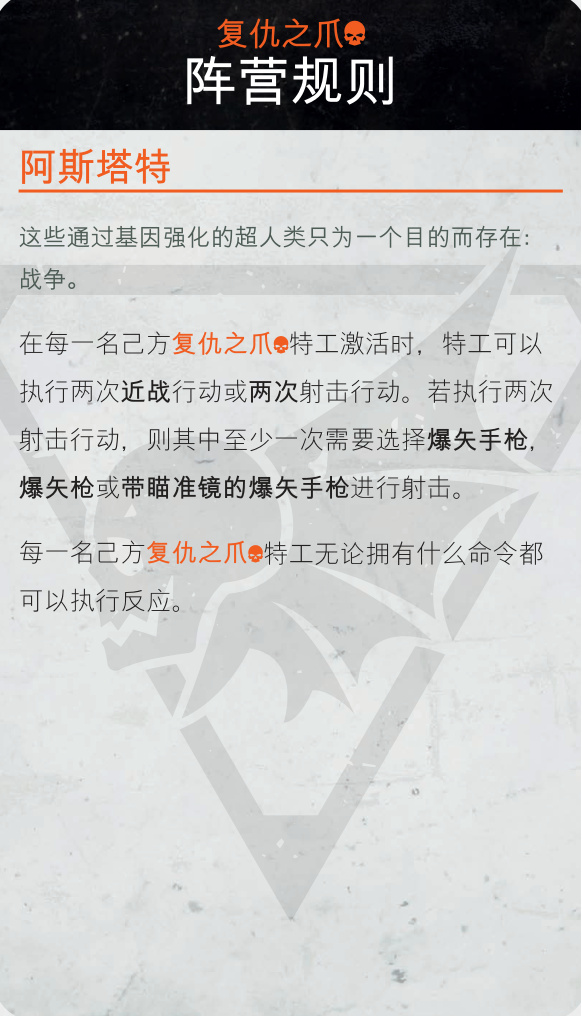 复仇之爪
阵营规则
阿斯塔特
这些通过基因强化的超人类只为一个目的而存在：
战争。
在每一名己方复仇之爪特工激活时，特工可以
执行两次近战行动或两次射击行动。若执行两次
射击行动，则其中至少一次需要选择爆矢手枪，
爆矢枪或带瞄准镜的爆矢手枪进行射击。
每一名己方复仇之爪特工无论拥有什么命令都
可以执行反应。